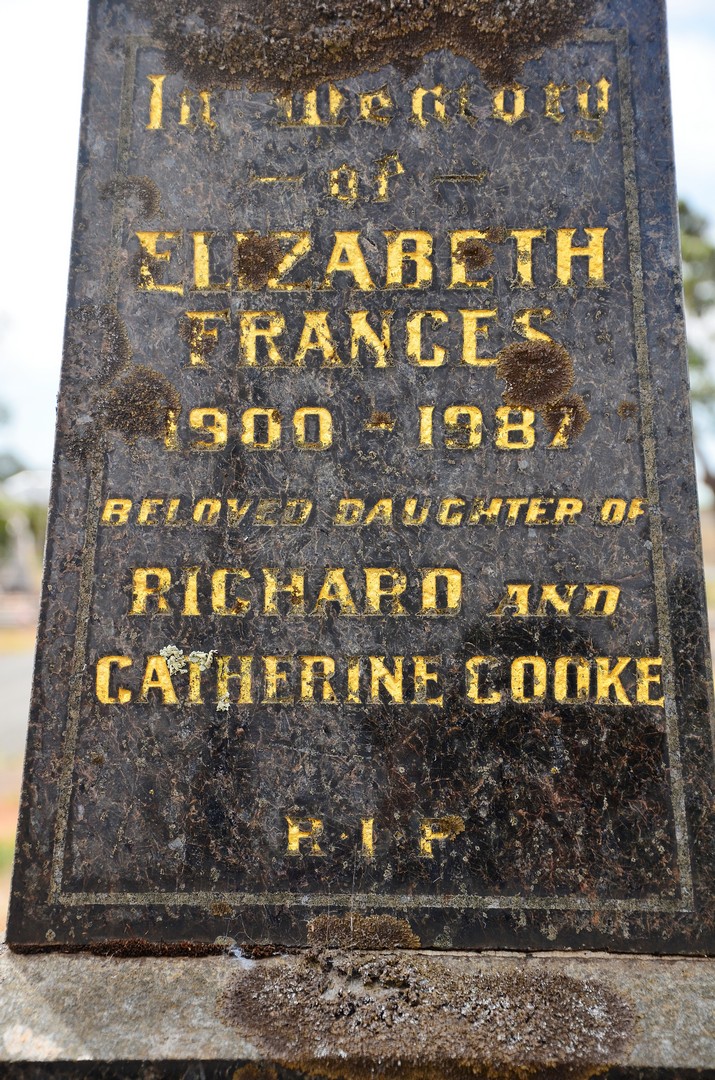 In Memory
— of —
ELIZABETH
FRANCES
1900 - 1987
BELOVED DAUGHTER OF
RICHARD AND
CATHERINE COOKE
R · I P